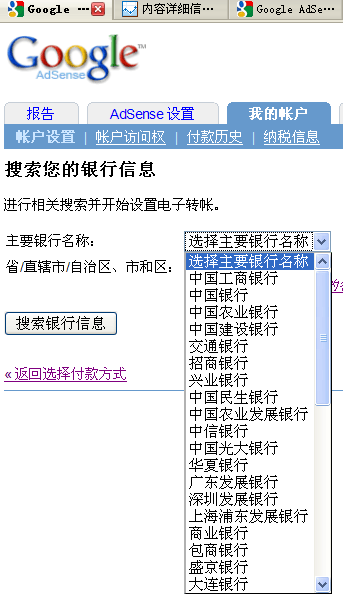 Google ··· 内容详细信··· Google AdSe···
Google™
AdSense
报告 AdSense 设置 我的帐户
帐户设置 | 帐户访问权 | 付款历史 | 纳税信息
搜索您的银行信息
进行相关搜索并开始设置电子转帐。
主要银行名称： 选择主要银行名称
省/直辖市/自治区、市和区： 选择主要银行名称
中国工商银行
中国银行
中国农业银行
搜索银行信息 中国建设银行
交通银行
« 返回选择付款方式 招商银行
兴业银行
中国民生银行
中国农业发展银行
中信银行
中国光大银行
华夏银行
广东发展银行
深圳发展银行
上海浦东发展银行
商业银行
包商银行
盛京银行
大连银行